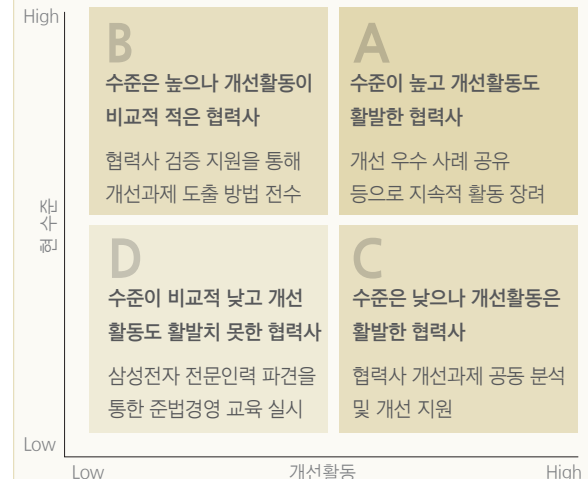 High
B
수준은 높으나 개선활동이
비교적 적은 협력사
협력사 검증 지원을 통해
개선과제 도출 방법 전수
A
수준이 높고 개선활동도
활발한 협력사
개선 우수 사례 공유
등으로 지속적 활동 장려
현 수준
D
수준이 비교적 낮고 개선
활동도 활발치 못한 협력사
삼성전자 전문인력 파견을
통한 준법경영 교육 실시
C
수준은 낮으나 개선활동은
활발한 협력사
협력사 개선과제 공동 분석
및 개선 지원
Low
Low
개선활동
High